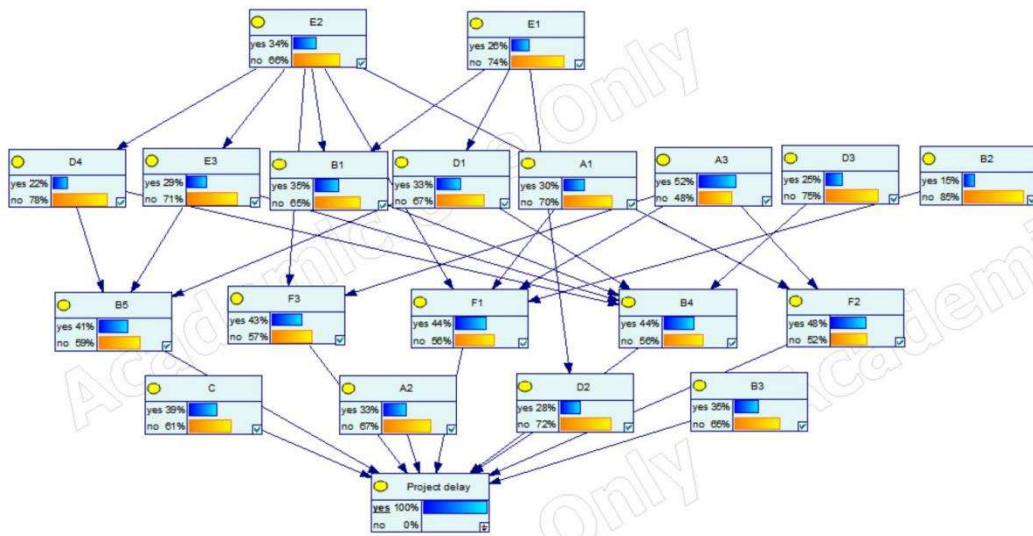 E2
yes 34%
no 66%
E1
yes 26%
no 74%
D4
yes 22%
no 78%
E3
yes 29%
no 71%
B1
yes 35%
no 65%
D1
yes 33%
no 67%
A1
yes 30%
no 70%
A3
yes 52%
no 48%
D3
yes 25%
no 75%
B2
yes 15%
no 85%
B5
yes 41%
no 59%
F3
yes 43%
no 57%
F1
yes 44%
no 56%
B4
yes 44%
no 56%
F2
yes 48%
no 52%
C
yes 39%
no 61%
A2
yes 33%
no 67%
D2
yes 28%
no 72%
B3
yes 35%
no 65%
Project delay
yes 100%
no 0%
Academic Use Only
Only
Academi